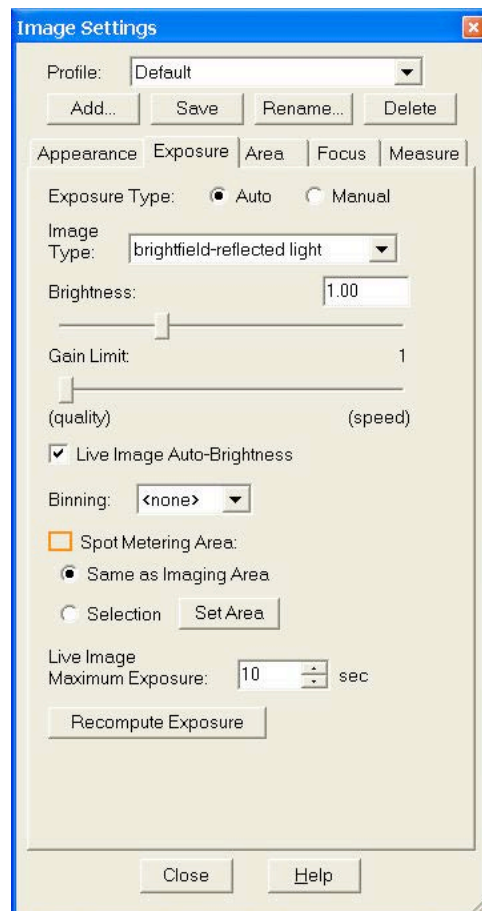 Image Settings
Profile: Default
Add... Save Rename... Delete
Appearance Exposure Area Focus Measure
Exposure Type: Auto Manual
Image
Type: brightfield-reflected light
Brightness: 1.00
Gain Limit: 1
(quality) (speed)
Live Image Auto-Brightness
Binning: <none>
Spot Metering Area:
Same as Imaging Area
Selection Set Area
Live Image
Maximum Exposure: 10 sec
Recompute Exposure
Close Help